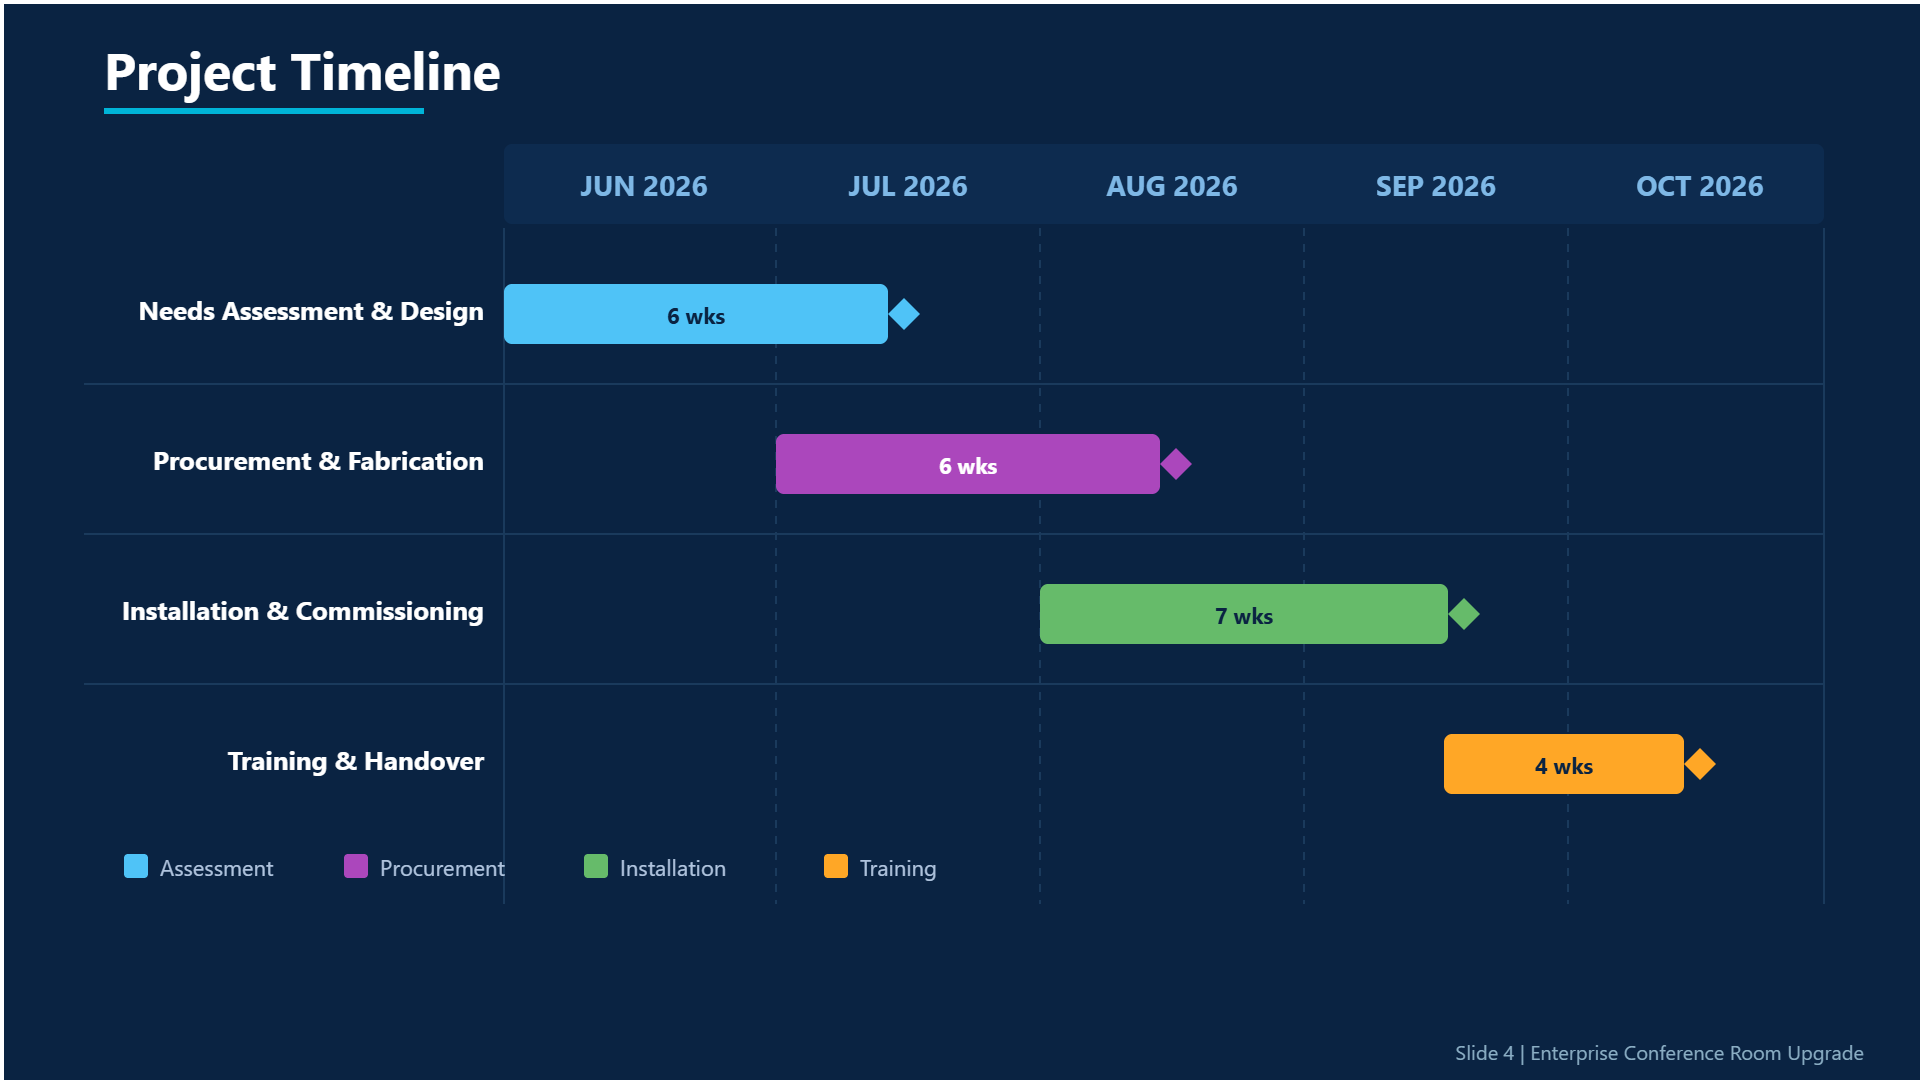 Project Timeline
JUN 2026 JUL 2026 AUG 2026 SEP 2026 OCT 2026
Needs Assessment & Design 6 wks
Procurement & Fabrication 6 wks
Installation & Commissioning 7 wks
Training & Handover 4 wks
Assessment Procurement Installation Training
Slide 4 | Enterprise Conference Room Upgrade